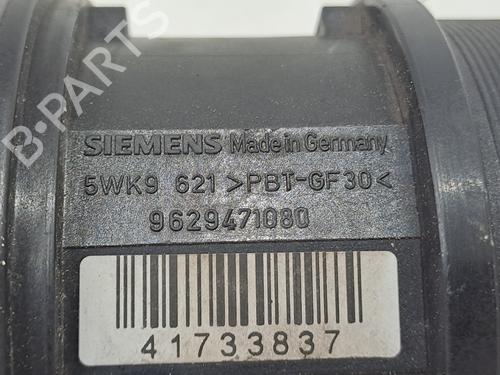 B-PARTS
SIEMENS Made in Germany
5WK9 621 >PBT-GF30<
9629471080
41733837